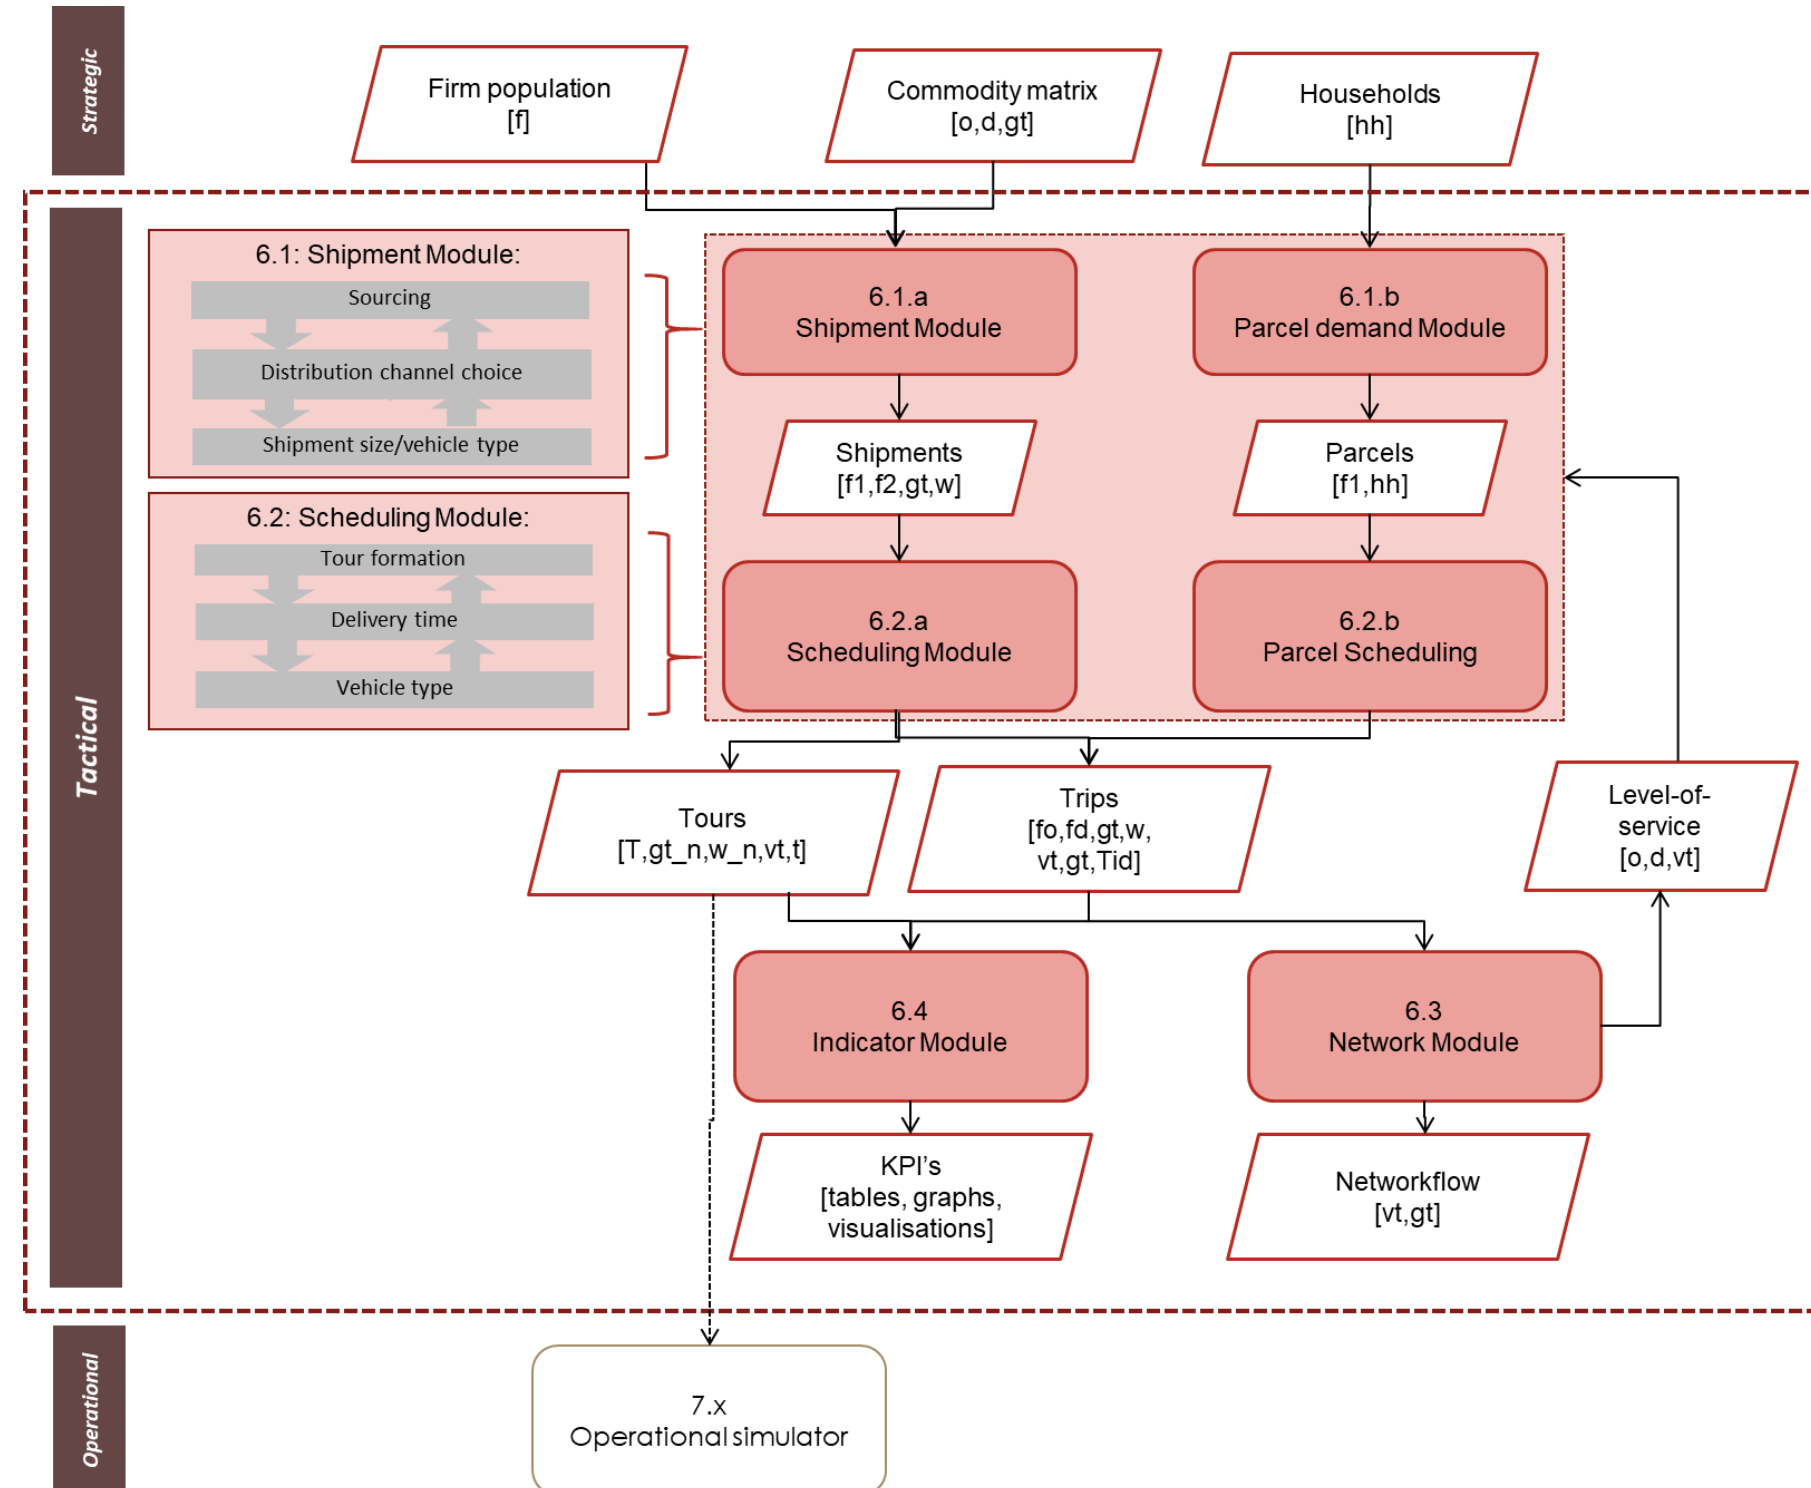 Strategic
Firm population
[f]
Commodity matrix
[o,d,gt]
Households
[hh]
Tactical
6.1: Shipment Module:
Sourcing
Distribution channel choice
Shipment size/vehicle type
6.2: Scheduling Module:
Tour formation
Delivery time
Vehicle type
6.1.a
Shipment Module
6.1.b
Parcel demand Module
Shipments
[f1,f2,gt,w]
Parcels
[f1,hh]
6.2.a
Scheduling Module
6.2.b
Parcel Scheduling
Tours
[T,gt_n,w_n,vt,t]
Trips
[fo,fd,gt,w,
vt,gt,Tid]
Level-of-
service
[o,d,vt]
6.4
Indicator Module
6.3
Network Module
KPI's
[tables, graphs,
visualisations]
Networkflow
[vt,gt]
Operational
7.x
Operational simulator